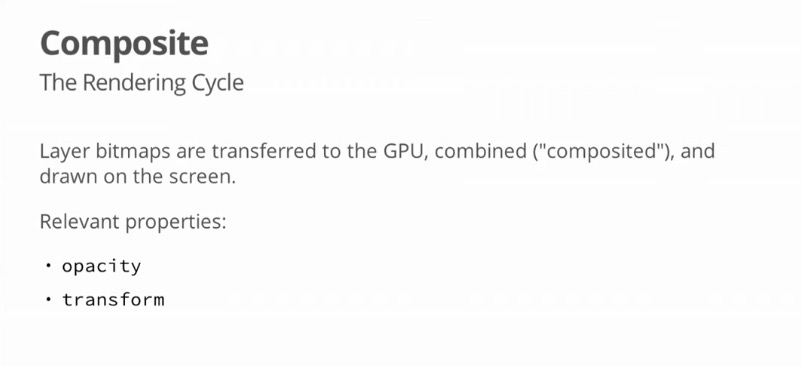 Composite
The Rendering Cycle
Layer bitmaps are transferred to the GPU, combined ("composited"), and
drawn on the screen.
Relevant properties:
• opacity
• transform